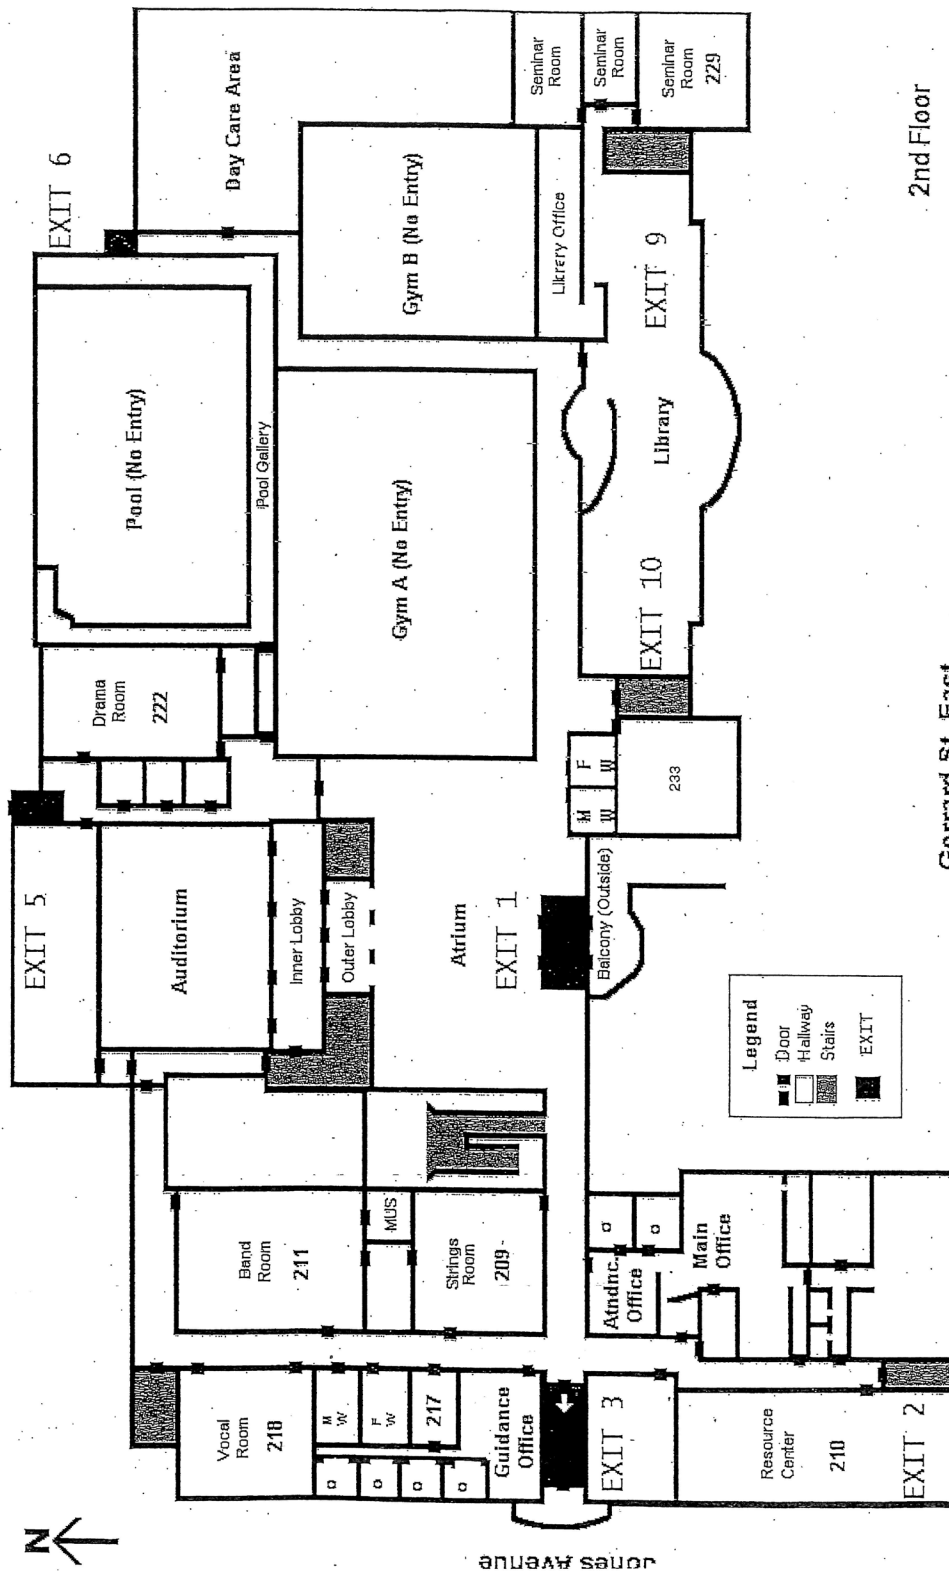 EXIT 6
Day Care Area
Seminar
Room
Seminar
Room
Seminar
Room
229
2nd Floor
Pool (No Entry)
Pool Gallery
Gym B (No Entry)
Library Office
EXIT 9
Library
EXIT 10
Gym A (No Entry)
Drama
Room
222
M
W
F
W
233
EXIT 5
Auditorium
Inner Lobby
Outer Lobby
Atrium
EXIT 1
Balcony (Outside)
Gerrard St. East
Legend
Door
Hallway
Stairs
EXIT
Band
Room
211
MUS
Strings
Room
209
O
O
Atndnc.
Office
Main
Office
Vocal
Room
218
M
W
F
W
217
O
O
O
O
Guidance
Office
EXIT 3
Resource
Center
210
EXIT 2
N
Jones Avenue